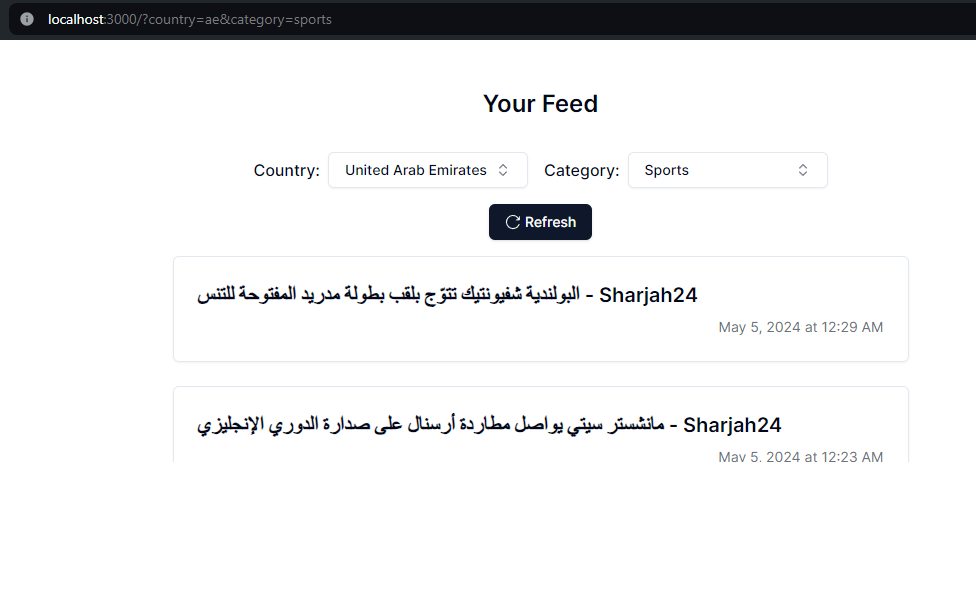 localhost:3000/?country=ae&category=sports
Your Feed
Country: United Arab Emirates Category: Sports
Refresh
البولندية شفيونتيك تتوّج بلقب بطولة مدريد المفتوحة للتنس - Sharjah24
May 5, 2024 at 12:29 AM
مانشستر سيتي يواصل مطاردة أرسنال على صدارة الدوري الإنجليزي - Sharjah24
May 5, 2024 at 12:23 AM